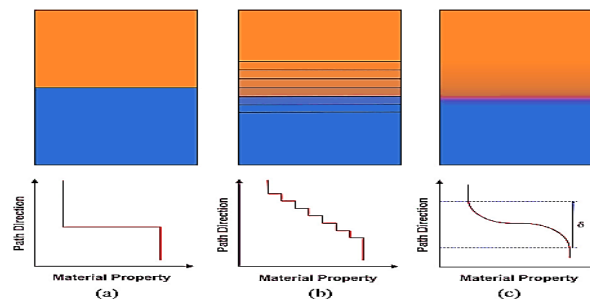 Path Direction
Material Property
(a)
Path Direction
Material Property
(b)
Path Direction
δ
Material Property
(c)